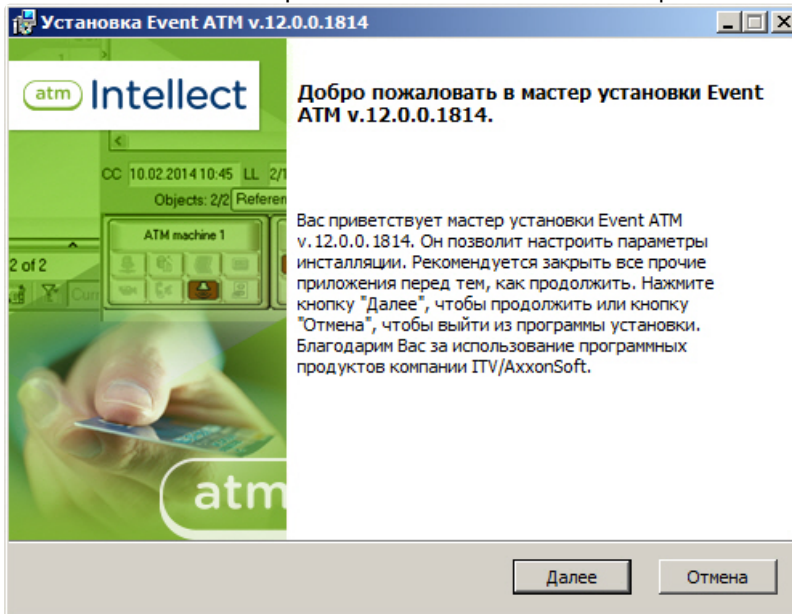 Установка Event ATM v.12.0.0.1814
atm Intellect
CC 10.02.2014 10:45 LL 2/1
Objects: 2/2 Referen
ATM machine 1
2 of 2
Curr
atm
Добро пожаловать в мастер установки Event
ATM v.12.0.0.1814.
Вас приветствует мастер установки Event ATM
v.12.0.0.1814. Он позволит настроить параметры
инсталляции. Рекомендуется закрыть все прочие
приложения перед тем, как продолжить. Нажмите
кнопку "Далее", чтобы продолжить или кнопку
"Отмена", чтобы выйти из программы установки.
Благодарим Вас за использование программных
продуктов компании ITV/AxxonSoft.
Далее
Отмена